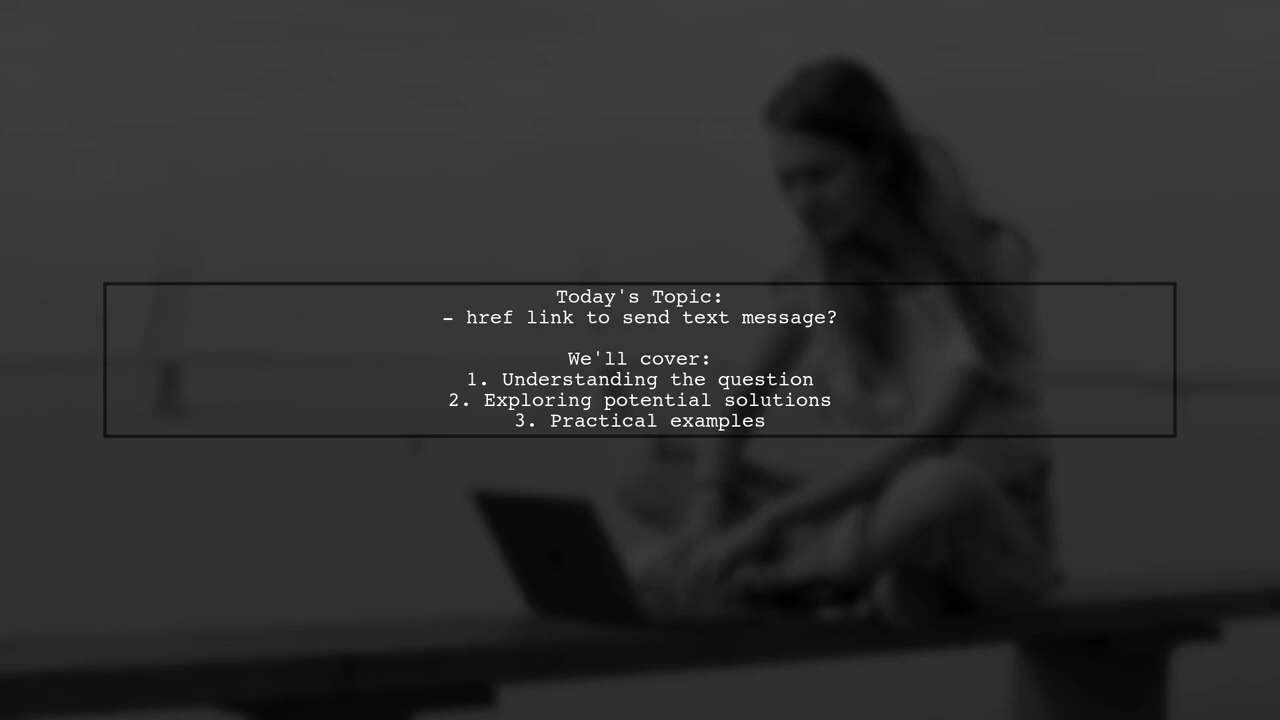 Today's Topic:
- href link to send text message?
We'll cover:
1. Understanding the question
2. Exploring potential solutions
3. Practical examples